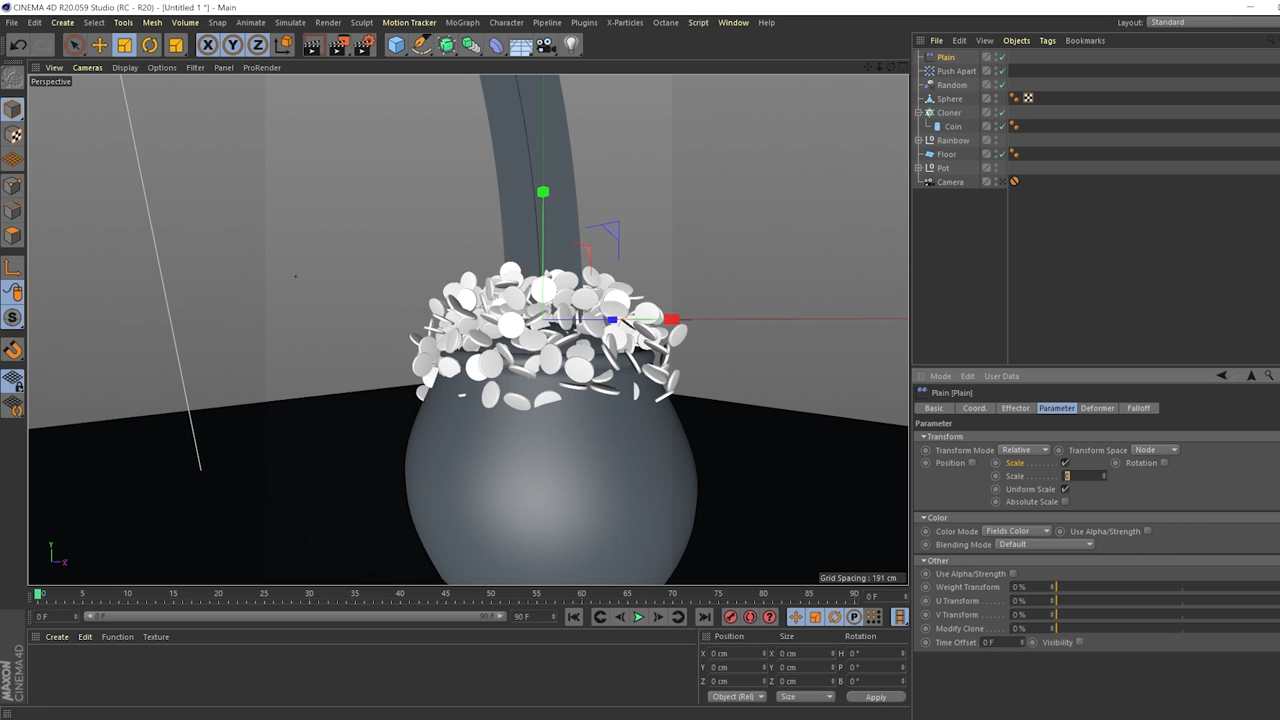 CINEMA 4D R20.059 Studio (RC - R20) - [Untitled 1 *] - Main
File Edit Create Select Tools Mesh Volume Snap Animate Simulate Render Sculpt Motion Tracker MoGraph Character Pipeline Plugins X-Particles Octane Script Window Help
Layout: Standard
X Y Z
View Cameras Display Options Filter Panel ProRender
Perspective
File Edit View Objects Tags Bookmarks
Plain
Push Apart
Random
Sphere
Cloner
Coin
Rainbow
Floor
Pot
Camera
Mode Edit User Data
Plain [Plain]
Basic Coord. Effector Parameter Deformer Falloff
Parameter
Transform
Transform Mode Relative Transform Space Node
Position Scale Rotation
Scale
Uniform Scale
Absolute Scale
Color
Color Mode Fields Color Use Alpha/Strength
Blending Mode Default
Other
Use Alpha/Strength
Weight Transform 0 %
U Transform 0 %
V Transform 0 %
Modify Clone 0 %
Time Offset 0 F Visibility
Y
X
Grid Spacing : 191 cm
0 5 10 15 20 25 30 35 40 45 50 55 60 65 70 75 80 85 90 0 F
0 F 0 F 90 F 90 F
Create Edit Function Texture
Position Size Rotation
X 0 cm X 0 cm H 0 °
Y 0 cm Y 0 cm P 0 °
Z 0 cm Z 0 cm B 0 °
Object (Rel) Size Apply
MAXON CINEMA 4D